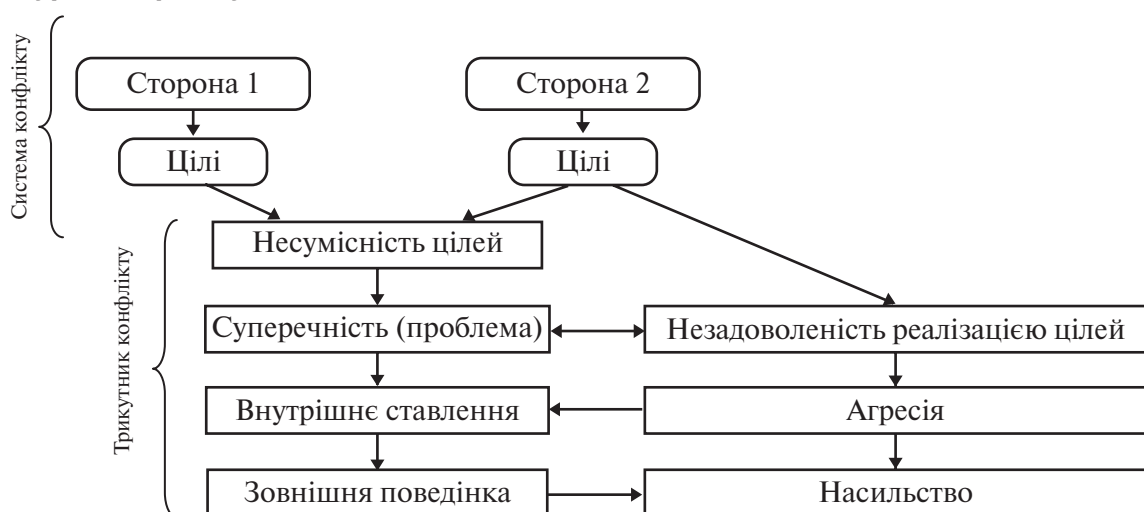 Система конфлікту
Сторона 1
Сторона 2
Цілі
Цілі
Несумісність цілей
Трикутник конфлікту
Суперечність (проблема)
Незадоволеність реалізацією цілей
Внутрішнє ставлення
Агресія
Зовнішня поведінка
Насильство